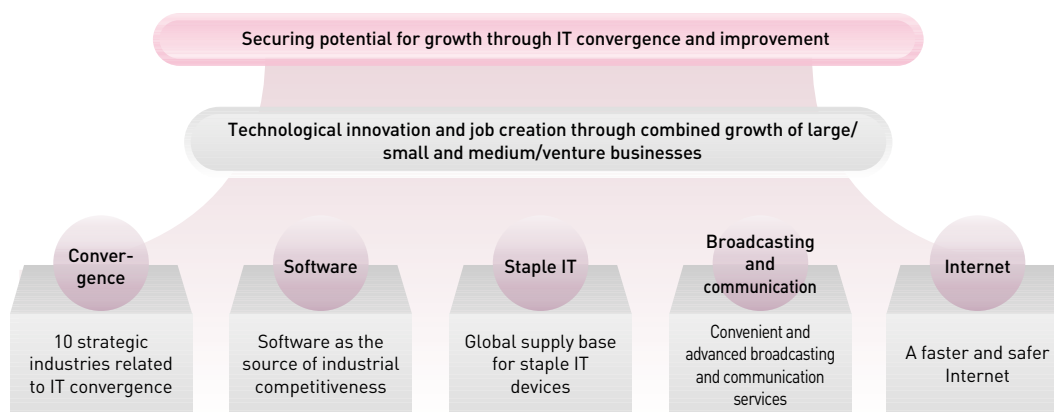 Securing potential for growth through IT convergence and improvement
Technological innovation and job creation through combined growth of large/
small and medium/venture businesses
Conver-
gence
10 strategic
industries related
to IT convergence
Software
Software as the
source of industrial
competitiveness
Staple IT
Global supply base
for staple IT
devices
Broadcasting
and
communication
Convenient and
advanced broadcasting
and communication
services
Internet
A faster and safer
Internet